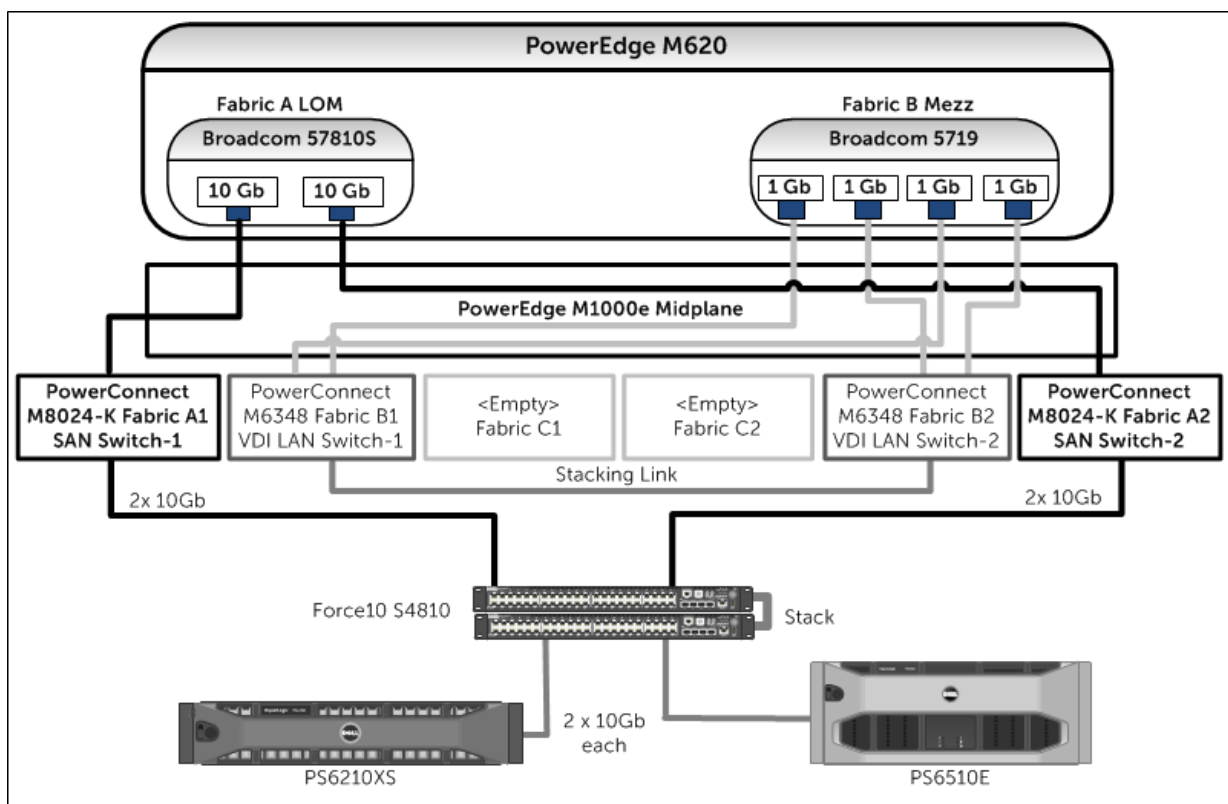 PowerEdge M620
Fabric A LOM
Fabric B Mezz
Broadcom 57810S
Broadcom 5719
10 Gb
10 Gb
1 Gb
1 Gb
1 Gb
1 Gb
PowerEdge M1000e Midplane
PowerConnect
M8024-K Fabric A1
SAN Switch-1
PowerConnect
M6348 Fabric B1
VDI LAN Switch-1
<Empty>
Fabric C1
<Empty>
Fabric C2
PowerConnect
M6348 Fabric B2
VDI LAN Switch-2
PowerConnect
M8024-K Fabric A2
SAN Switch-2
Stacking Link
2x 10Gb
2x 10Gb
Force10 S4810
Stack
2 x 10Gb
each
DELL
DELL
PS6210XS
PS6510E